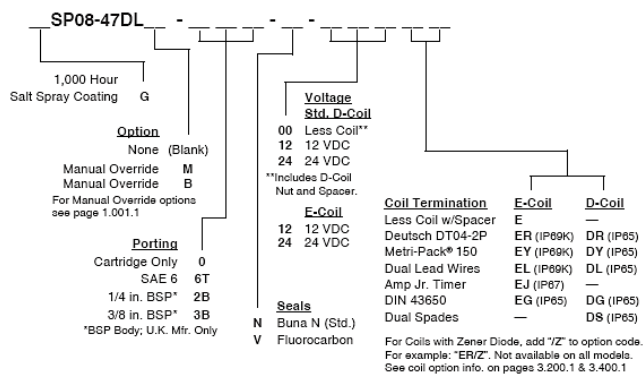 __SP08-47DL__ - ____ - __ - ____ ____
1,000 Hour
Salt Spray Coating G
Option
None (Blank)
Manual Override M
Manual Override B
For Manual Override options
see page 1.001.1
Porting
Cartridge Only 0
SAE 6 6T
1/4 in. BSP* 2B
3/8 in. BSP* 3B
*BSP Body; U.K. Mfr. Only
Seals
N Buna N (Std.)
V Fluorocarbon
Voltage
Std. D-Coil
00 Less Coil**
12 12 VDC
24 24 VDC
**Includes D-Coil
Nut and Spacer.
E-Coil
12 12 VDC
24 24 VDC
Coil Termination E-Coil D-Coil
Less Coil w/Spacer E —
Deutsch DT04-2P ER (IP69K) DR (IP65)
Metri-Pack® 150 EY (IP69K) DY (IP65)
Dual Lead Wires EL (IP69K) DL (IP65)
Amp Jr. Timer EJ (IP67) —
DIN 43650 EG (IP65) DG (IP65)
Dual Spades — DS (IP65)
For Coils with Zener Diode, add "/Z" to option code.
For example: "ER/Z". Not available on all models.
See coil option info. on pages 3.200.1 & 3.400.1